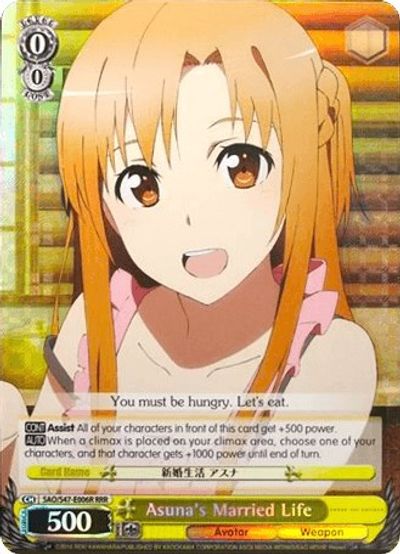 LEVEL
0
0
COST
You must be hungry. Let's eat.
CONT Assist All of your characters in front of this card get +500 power.
AUTO When a climax is placed on your climax area, choose one of your
characters, and that character gets +1000 power until end of turn.
Card Name 新婚生活 アスナ
CH SAO/S47-E006R RRR
500 Asuna's Married Life
Avatar Weapon